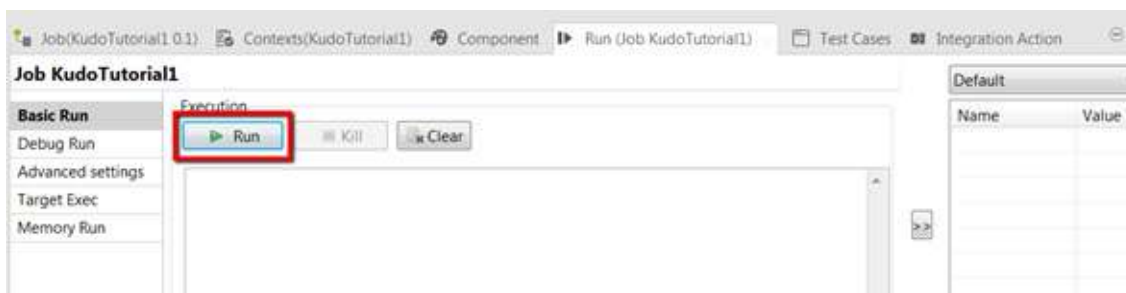 Job(KudoTutorial1 0.1) Contexts(KudoTutorial1) Component Run (Job KudoTutorial1) Test Cases Integration Action
Job KudoTutorial1
Default
Basic Run
Execution
Name Value
Debug Run
Run Kill Clear
Advanced settings
Target Exec
Memory Run
>>